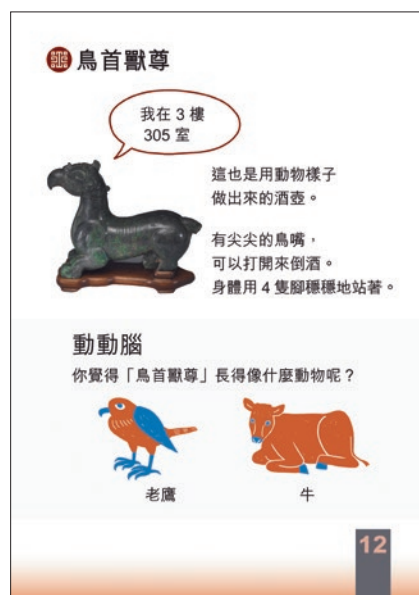 鳥首獸尊
我在 3 樓
305 室
這也是用動物樣子
做出來的酒壺。
有尖尖的鳥嘴，
可以打開來倒酒。
身體用 4 隻腳穩穩地站著。
動動腦
你覺得「鳥首獸尊」長得像什麼動物呢？
老鷹
牛
12